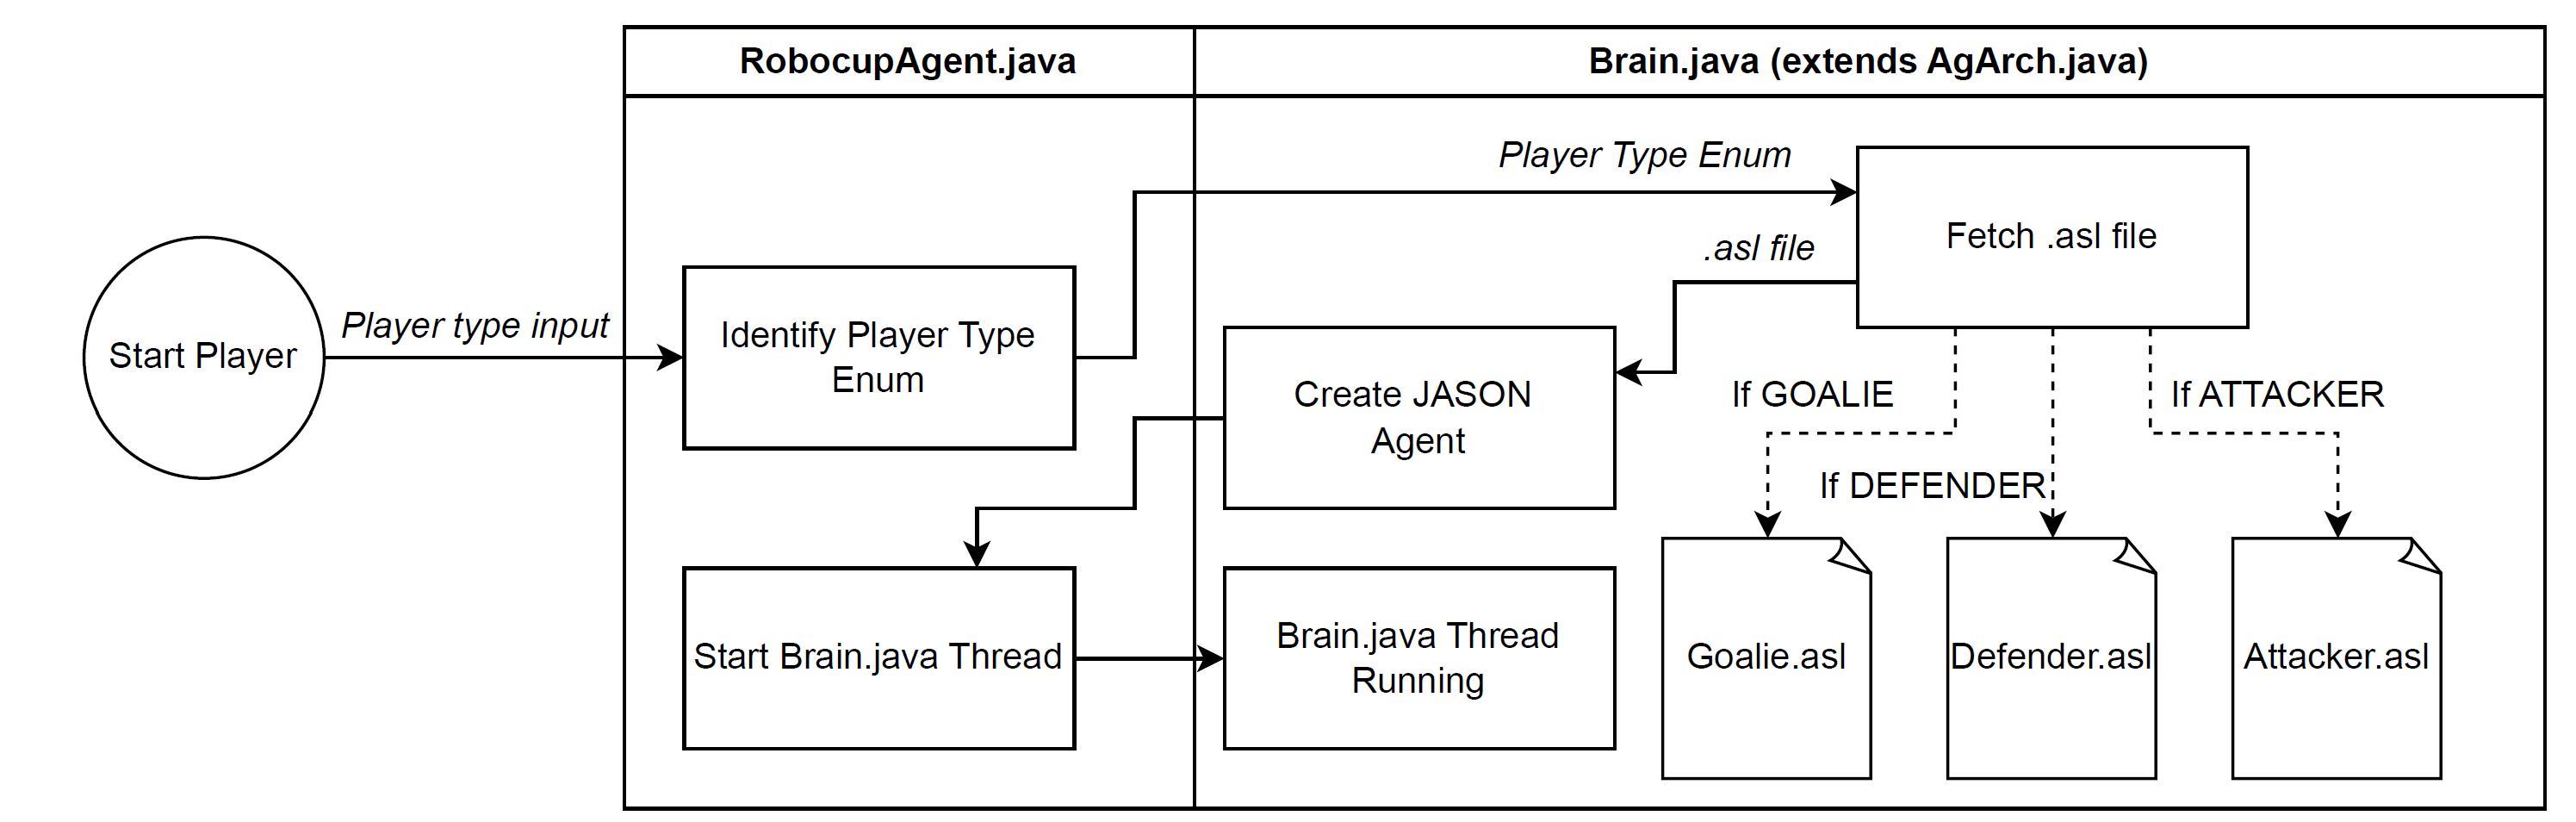 RobocupAgent.java
Brain.java (extends AgArch.java)
Player Type Enum
Fetch .asl file
.asl file
Start Player
Player type input
Identify Player Type
Enum
Create JASON
Agent
If GOALIE
If ATTACKER
If DEFENDER
Start Brain.java Thread
Brain.java Thread
Running
Goalie.asl
Defender.asl
Attacker.asl